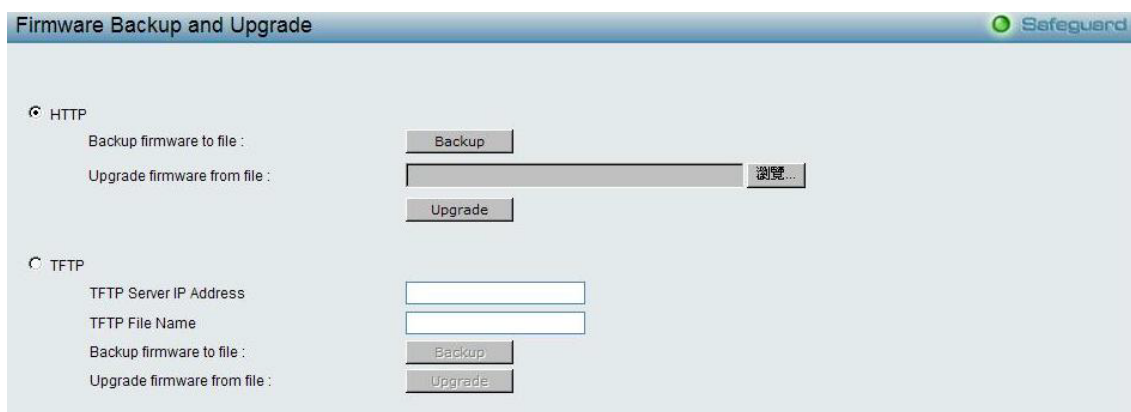 Firmware Backup and Upgrade Safeguard
HTTP
Backup firmware to file : Backup
Upgrade firmware from file : 瀏覽...
Upgrade
TFTP
TFTP Server IP Address
TFTP File Name
Backup firmware to file : Backup
Upgrade firmware from file : Upgrade